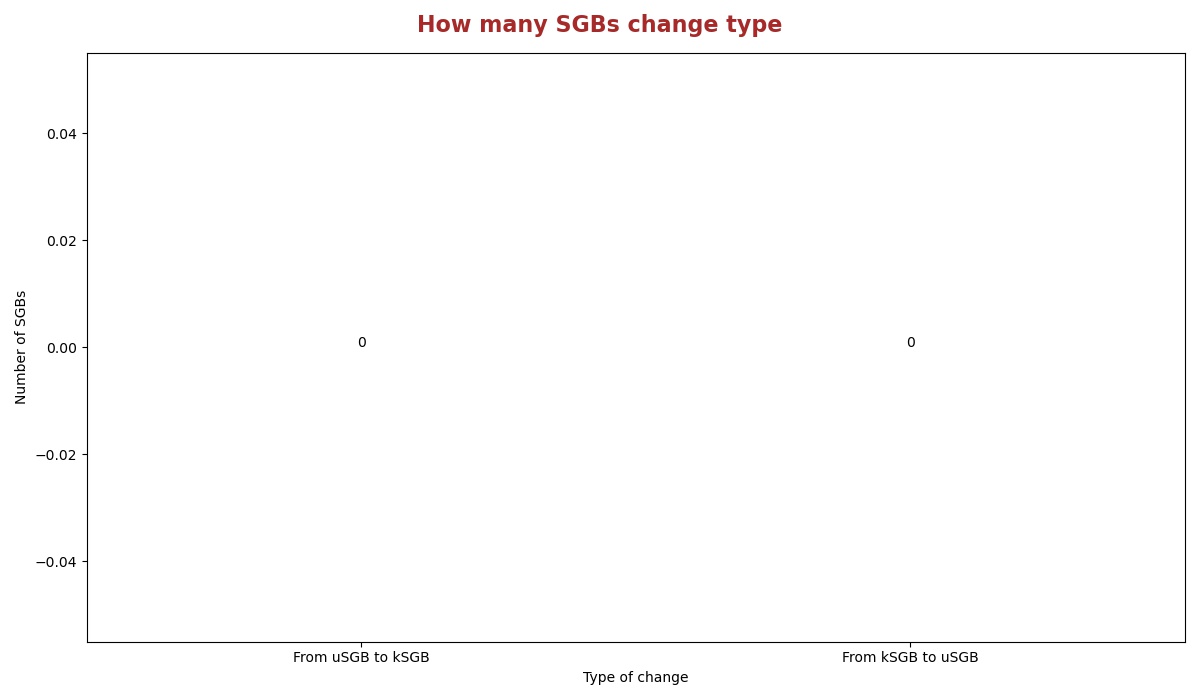 How many SGBs change type
0.04
0.02
0.00
−0.02
−0.04
Number of SGBs
0
0
From uSGB to kSGB
From kSGB to uSGB
Type of change